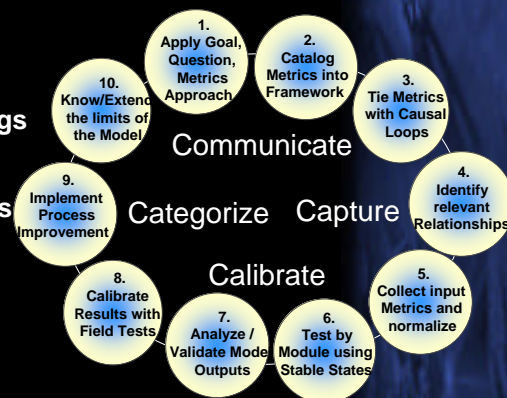 1.
Apply Goal,
Question,
Metrics
Approach
2.
Catalog
Metrics into
Framework
3.
Tie Metrics
with Causal
Loops
4.
Identify
relevant
Relationships
5.
Collect input
Metrics and
normalize
6.
Test by
Module using
Stable States
7.
Analyze /
Validate Mode
Outputs
8.
Calibrate
Results with
Field Tests
9.
Implement
Process
Improvement
10.
Know/Extend
the limits of
the Model
Communicate
Categorize
Capture
Calibrate
gs
s